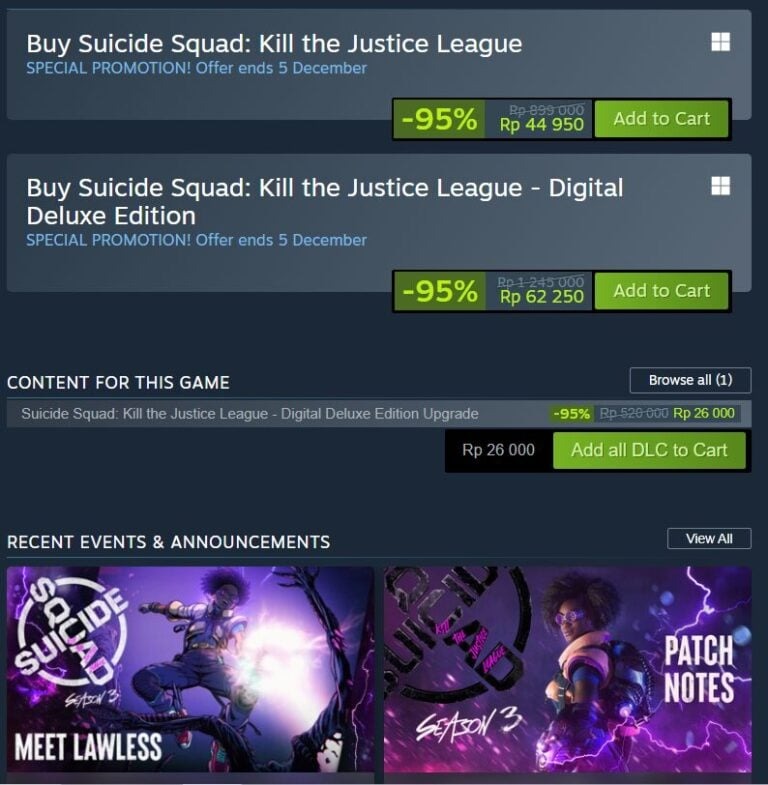 Buy Suicide Squad: Kill the Justice League
SPECIAL PROMOTION! Offer ends 5 December
-95%
Rp 899 000
Rp 44 950
Add to Cart
Buy Suicide Squad: Kill the Justice League - Digital
Deluxe Edition
SPECIAL PROMOTION! Offer ends 5 December
-95%
Rp 1 245 000
Rp 62 250
Add to Cart
CONTENT FOR THIS GAME
Browse all (1)
Suicide Squad: Kill the Justice League - Digital Deluxe Edition Upgrade -95% Rp 520 000 Rp 26 000
Rp 26 000 Add all DLC to Cart
RECENT EVENTS & ANNOUNCEMENTS
View All
SUICIDE
SQUAD
SEASON 3
MEET LAWLESS
SUICIDE
SQUAD
KILL
THE
JUSTICE
LEAGUE
SEASON 3
PATCH
NOTES